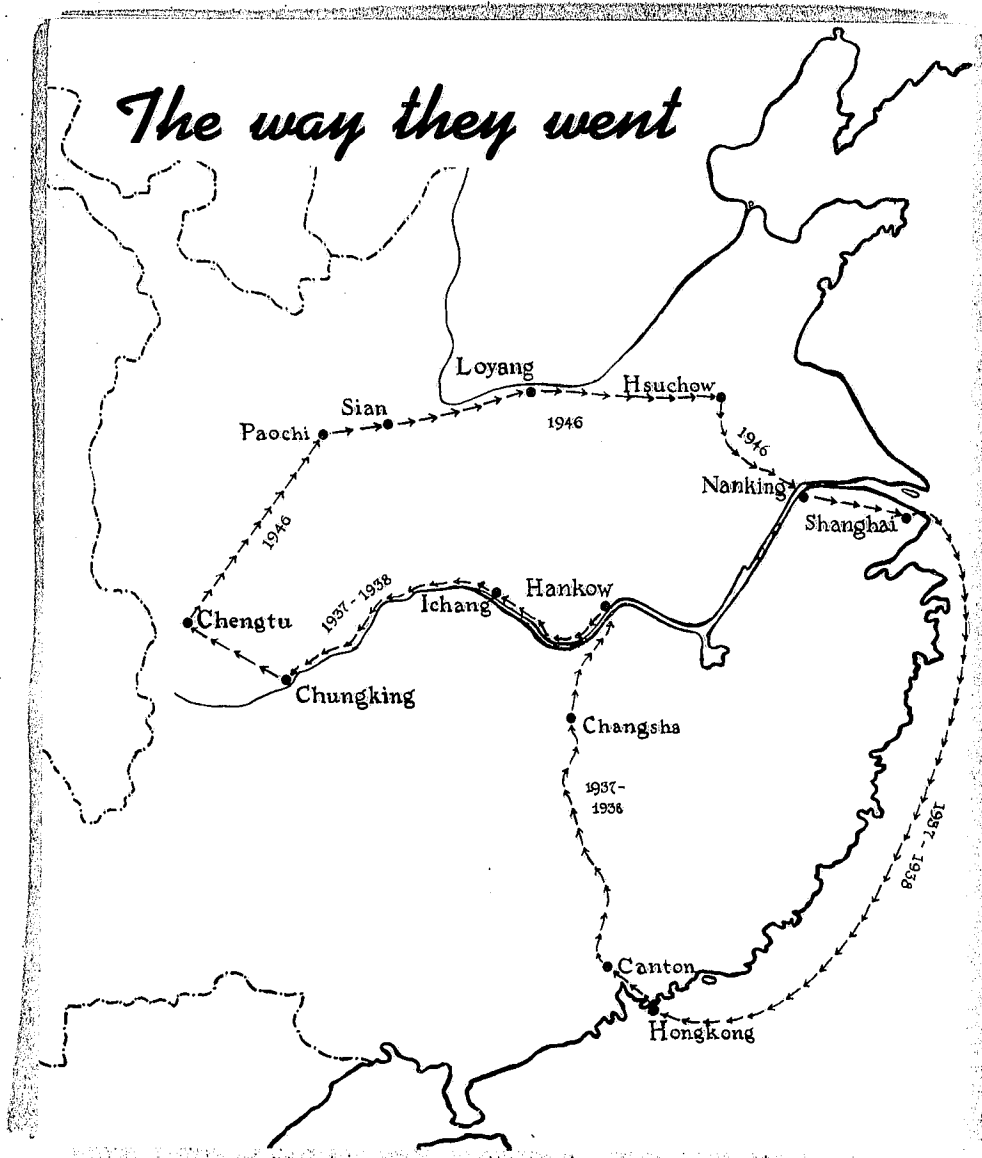 The way they went
Loyang
Hsuchow
Sian
Paochi
1946
1946
Nanking
Shanghai
1946
1937-1938
Ichang
Hankow
Chengtu
Chungking
Changsha
1937-
1938
1937-1938
Canton
Hongkong